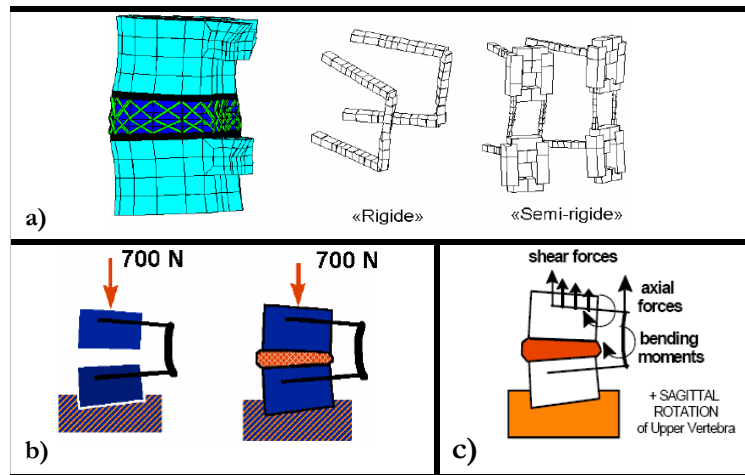 «Rigide»
«Semi-rigide»
a)
700 N
700 N
b)
shear forces
axial
forces
bending
moments
+ SAGITTAL
ROTATION
of Upper Vertebra
c)